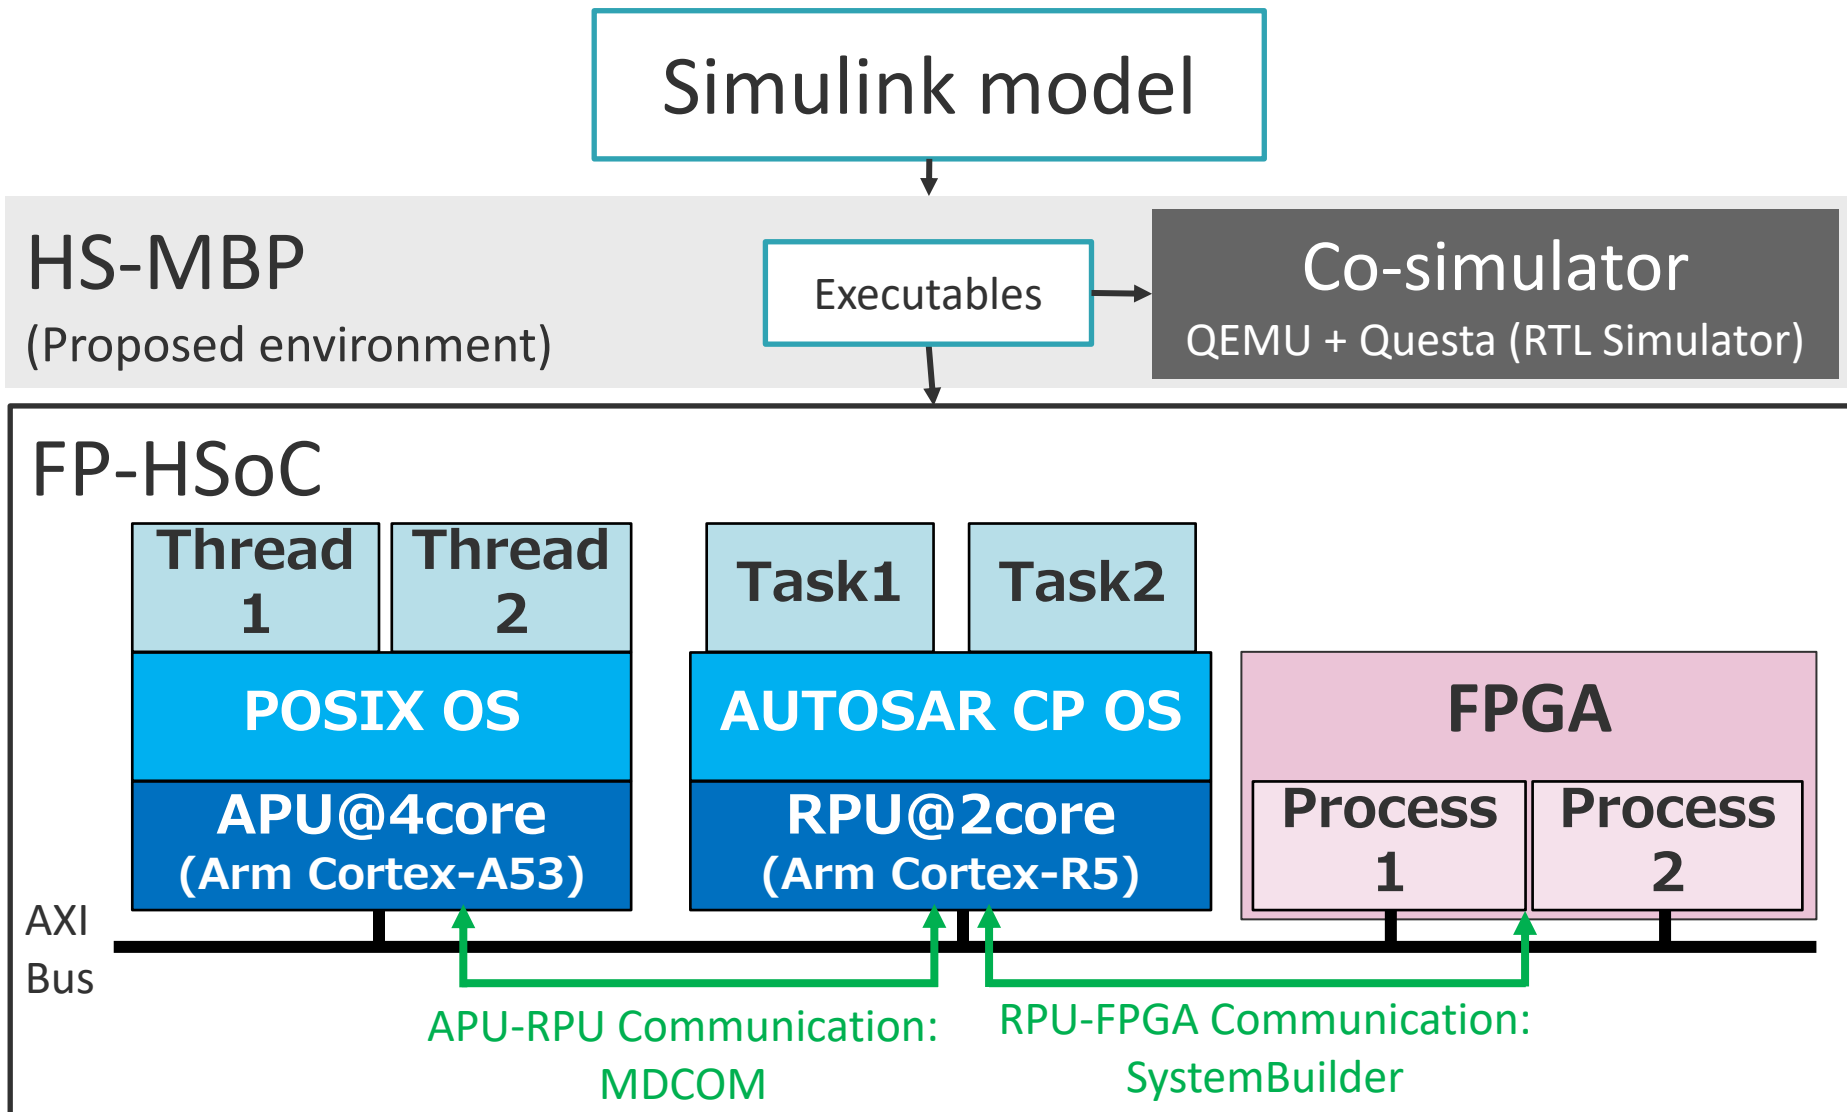 Simulink model
HS-MBP
(Proposed environment)
Executables
Co-simulator
QEMU + Questa (RTL Simulator)
FP-HSoC
Thread
1
Thread
2
Task1
Task2
POSIX OS
AUTOSAR CP OS
FPGA
APU@4core
(Arm Cortex-A53)
RPU@2core
(Arm Cortex-R5)
Process
1
Process
2
AXI
Bus
APU-RPU Communication:
MDCOM
RPU-FPGA Communication:
SystemBuilder